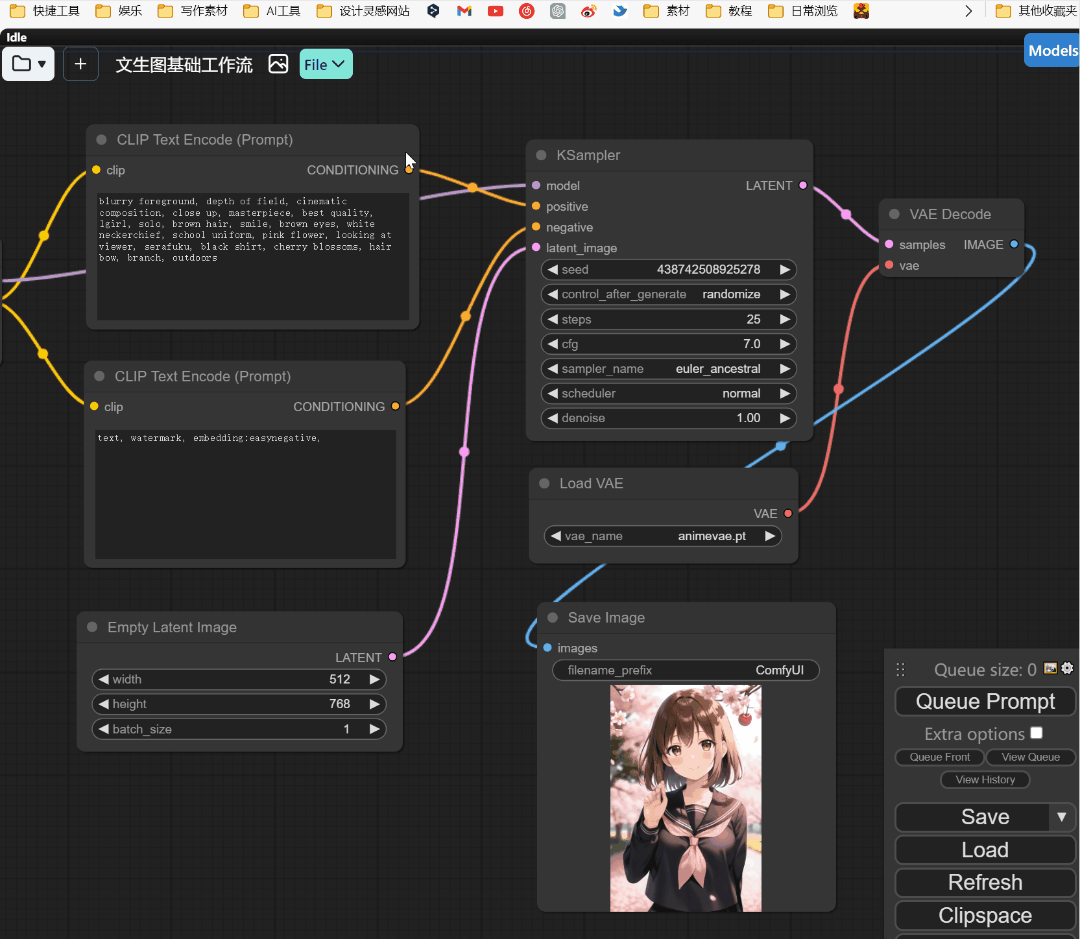 快捷工具 娱乐 写作素材 AI工具 设计灵感网站 素材 教程 日常浏览 其他收藏夹
Idle
文生图基础工作流 File
Models
CLIP Text Encode (Prompt)
clip CONDITIONING
blurry foreground, depth of field, cinematic
composition, close up, masterpiece, best quality,
1girl, solo, brown hair, smile, brown eyes, white
neckerchief, school uniform, pink flower, looking at
viewer, serafuku, black shirt, cherry blossoms, hair
bow, branch, outdoors
CLIP Text Encode (Prompt)
clip CONDITIONING
text, watermark, embedding:easynegative,
Empty Latent Image
LATENT
width 512
height 768
batch_size 1
KSampler
model LATENT
positive
negative
latent_image
seed 438742508925278
control_after_generate randomize
steps 25
cfg 7.0
sampler_name euler_ancestral
scheduler normal
denoise 1.00
VAE Decode
samples IMAGE
vae
Load VAE
VAE
vae_name animevae.pt
Save Image
images
filename_prefix ComfyUI
Queue size: 0
Queue Prompt
Extra options
Queue Front View Queue
View History
Save
Load
Refresh
Clipspace